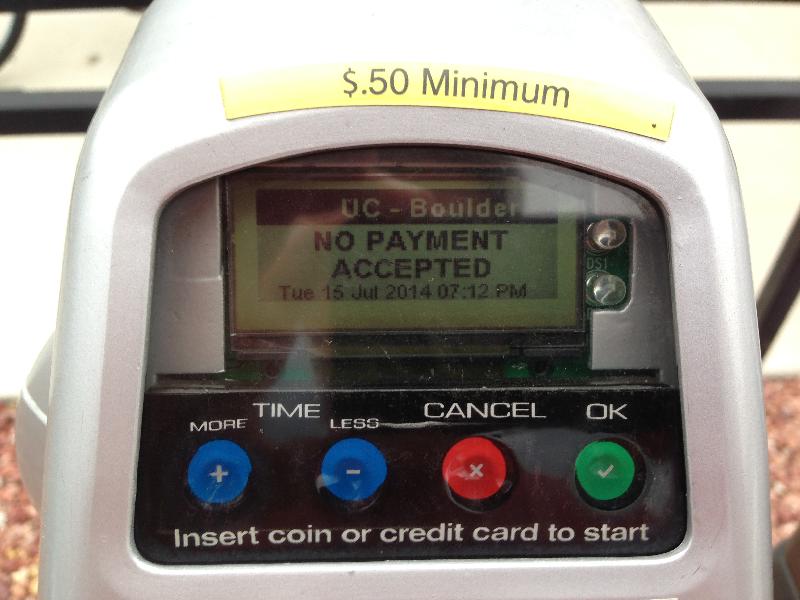 $.50 Minimum
UC - Boulder
NO PAYMENT
ACCEPTED
Tue 15 Jul 2014 07:12 PM
DS1
TIME CANCEL OK
MORE LESS
+ - x ✓
Insert coin or credit card to start